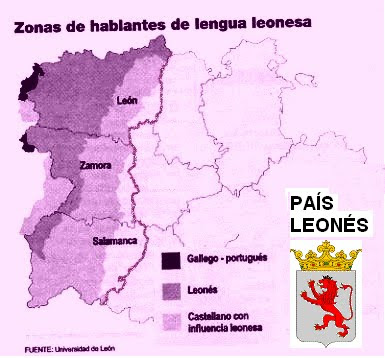 Zonas de hablantes de lengua leonesa
León
Zamora
Salamanca
PAÍS
LEONÉS
Gallego - portugués
Leonés
Castellano con
influencia leonesa
FUENTE: Universidad de León